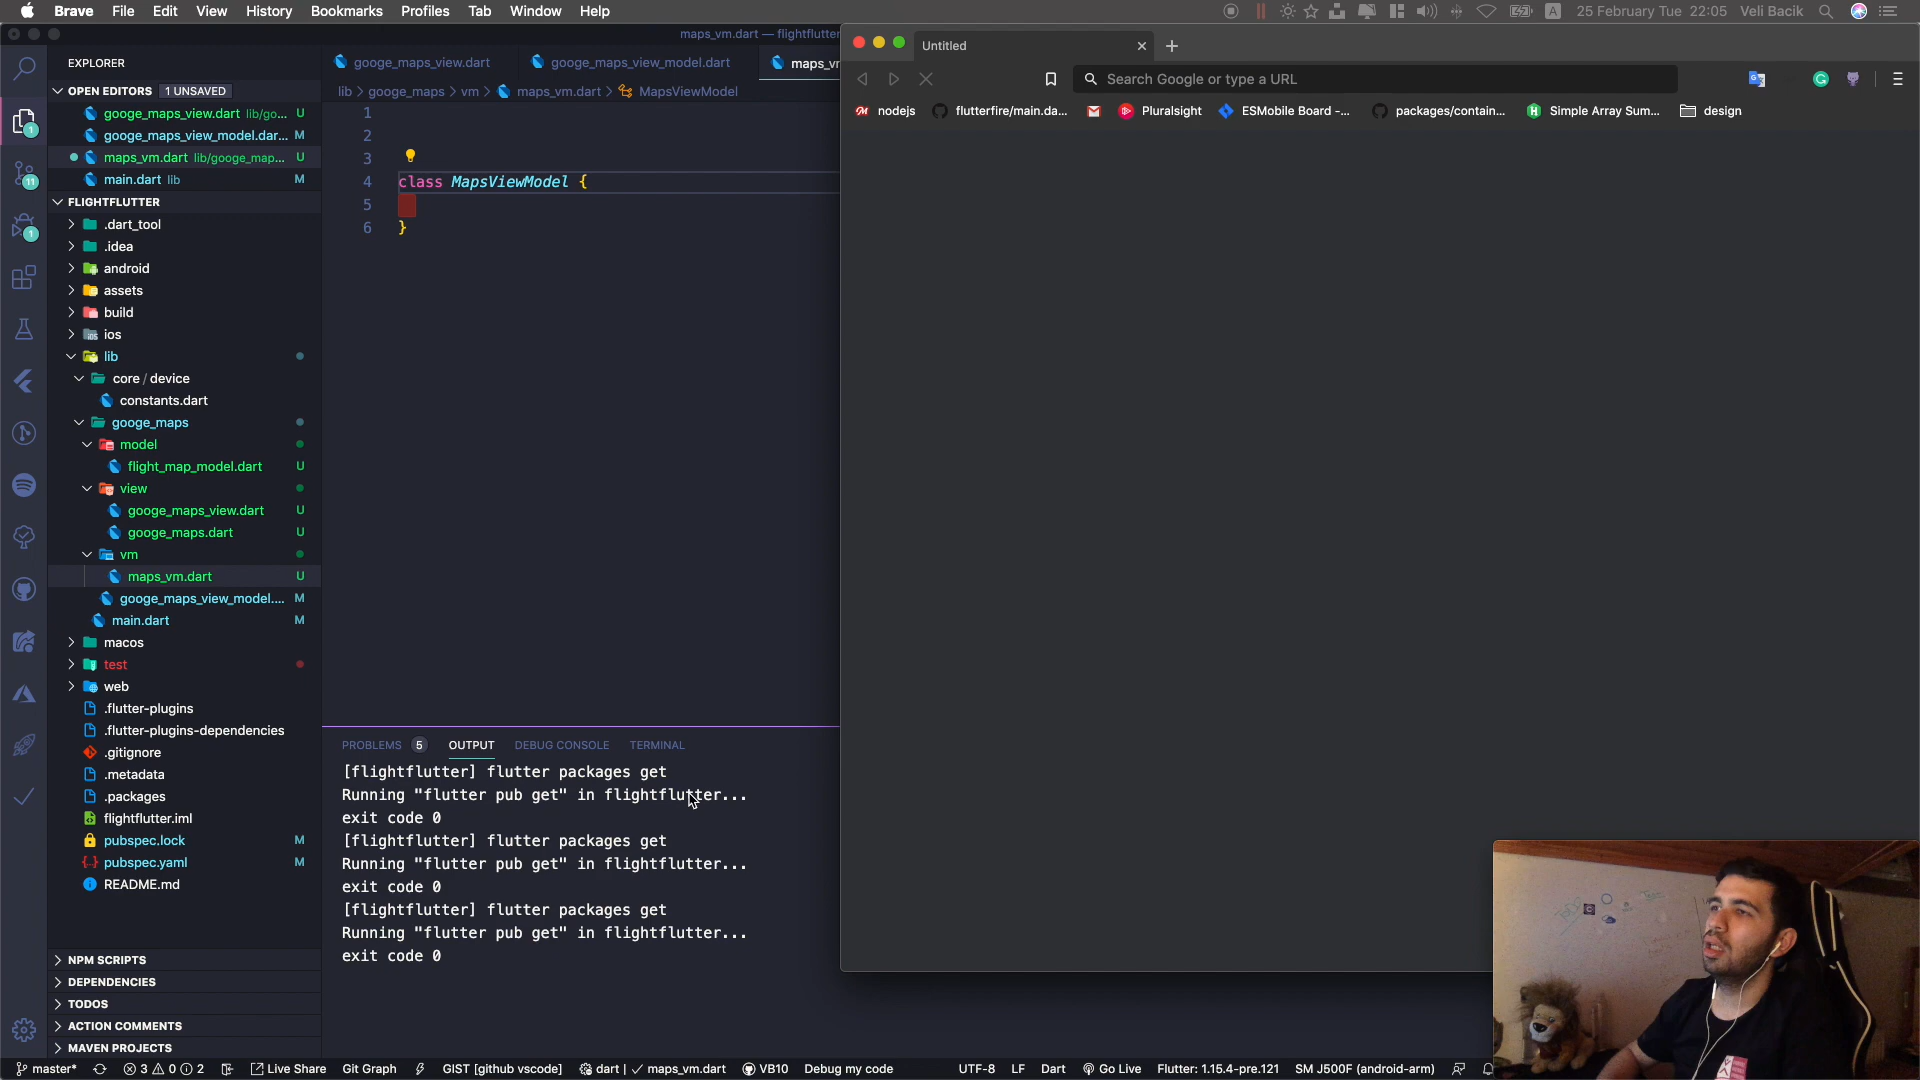 Brave File Edit View History Bookmarks Profiles Tab Window Help
25 February Tue 22:05 Veli Bacik
maps_vm.dart — flightflutter
EXPLORER
OPEN EDITORS 1 UNSAVED
googe_maps_view.dart lib/go... U
googe_maps_view_model.dar... M
maps_vm.dart lib/googe_map... U
main.dart lib M
FLIGHTFLUTTER
.dart_tool
.idea
android
assets
build
ios
lib
core / device
constants.dart
googe_maps
model
flight_map_model.dart U
view
googe_maps_view.dart U
googe_maps.dart U
vm
maps_vm.dart U
googe_maps_view_model.... M
main.dart M
macos
test
web
.flutter-plugins
.flutter-plugins-dependencies
.gitignore
.metadata
.packages
flightflutter.iml
pubspec.lock M
pubspec.yaml M
README.md
NPM SCRIPTS
DEPENDENCIES
TODOS
ACTION COMMENTS
MAVEN PROJECTS
googe_maps_view.dart googe_maps_view_model.dart maps_vr
lib > googe_maps > vm > maps_vm.dart > MapsViewModel
1
2
3
4 class MapsViewModel {
5
6 }
PROBLEMS 5 OUTPUT DEBUG CONSOLE TERMINAL
[flightflutter] flutter packages get
Running "flutter pub get" in flightflutter...
exit code 0
[flightflutter] flutter packages get
Running "flutter pub get" in flightflutter...
exit code 0
[flightflutter] flutter packages get
Running "flutter pub get" in flightflutter...
exit code 0
Untitled
Search Google or type a URL
nodejs flutterfire/main.da... Pluralsight ESMobile Board -... packages/contain... Simple Array Sum... design
master* 3 0 2 Live Share Git Graph GIST [github vscode] dart | maps_vm.dart VB10 Debug my code UTF-8 LF Dart Go Live Flutter: 1.15.4-pre.121 SM J500F (android-arm)